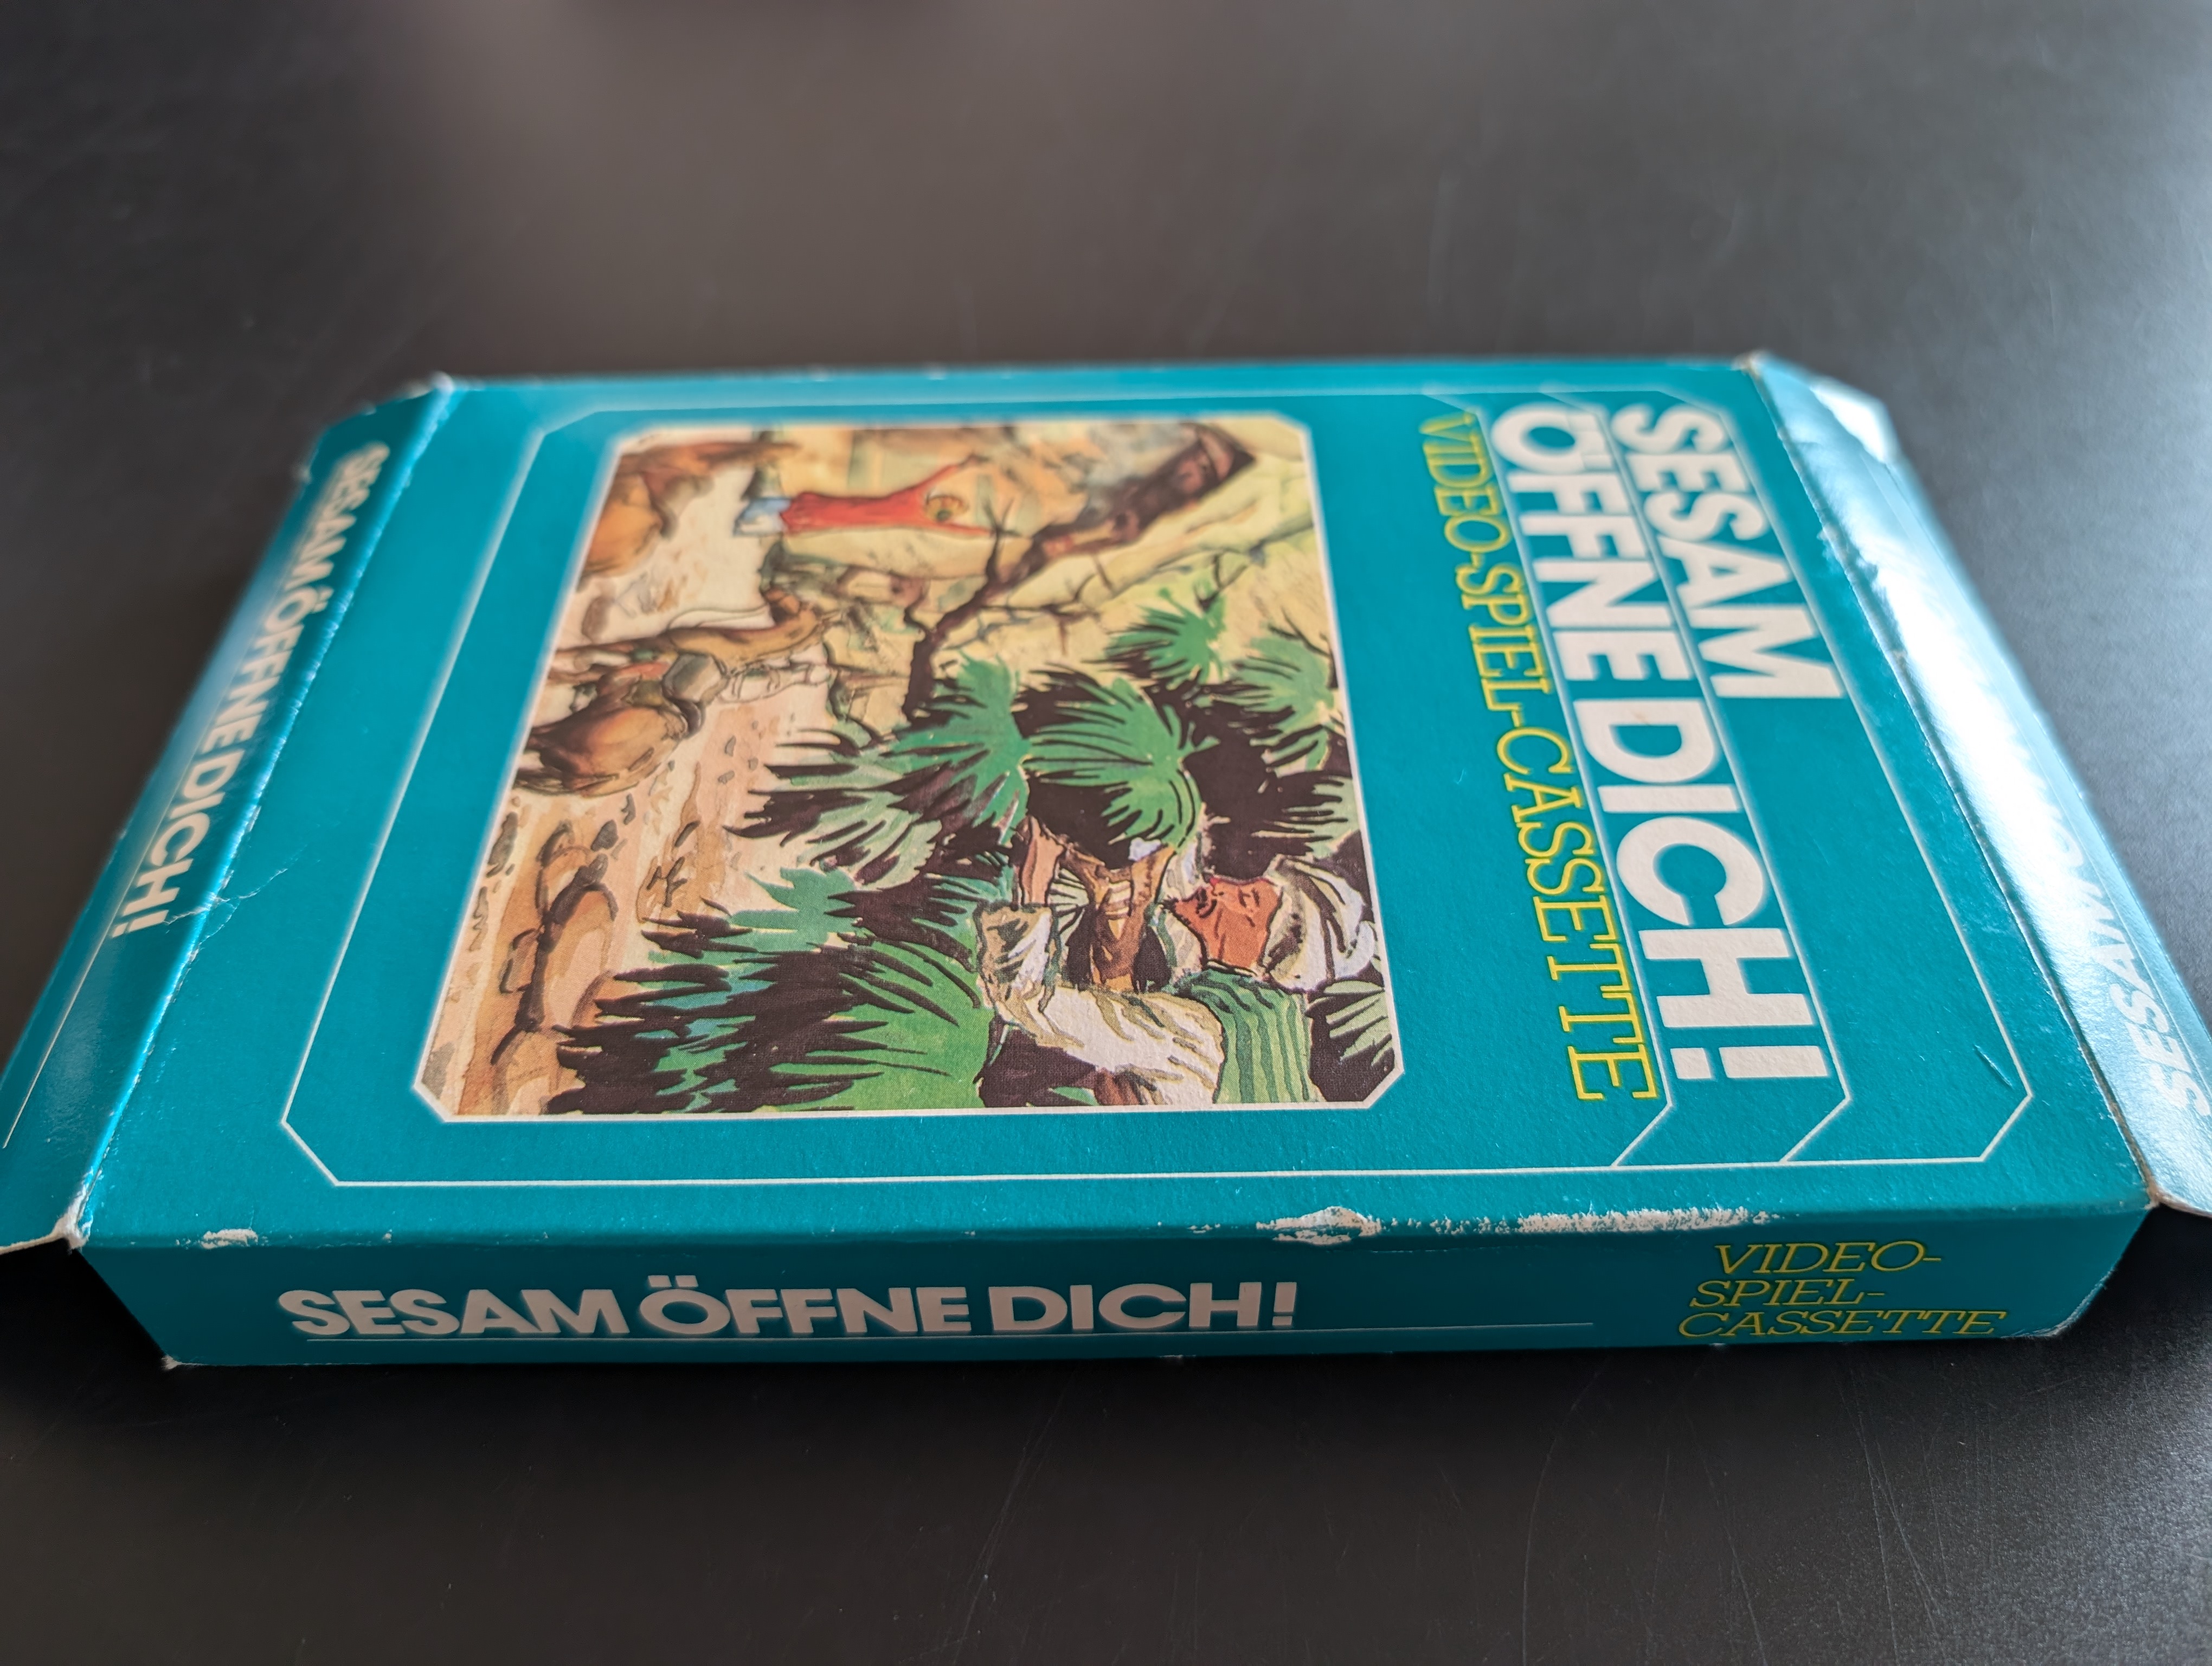 SESAM
ÖFFNE DICH!
VIDEO-SPIEL-CASSETTE
SESAM ÖFFNE DICH!
VIDEO-
SPIEL-
CASSETTE
SESAM ÖFFNE DICH!
SESAM